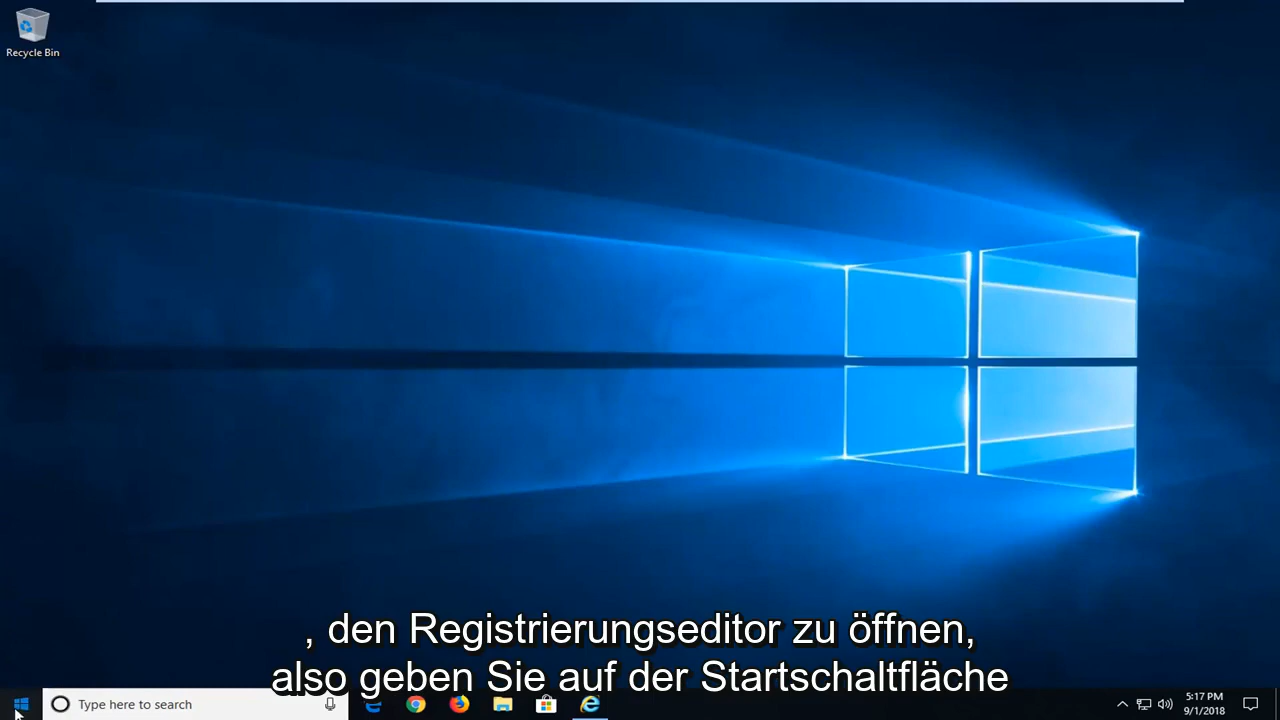 Recycle Bin
, den Registrierungseditor zu öffnen,
also geben Sie auf der Startschaltfläche
Type here to search
5:17 PM
9/1/2018